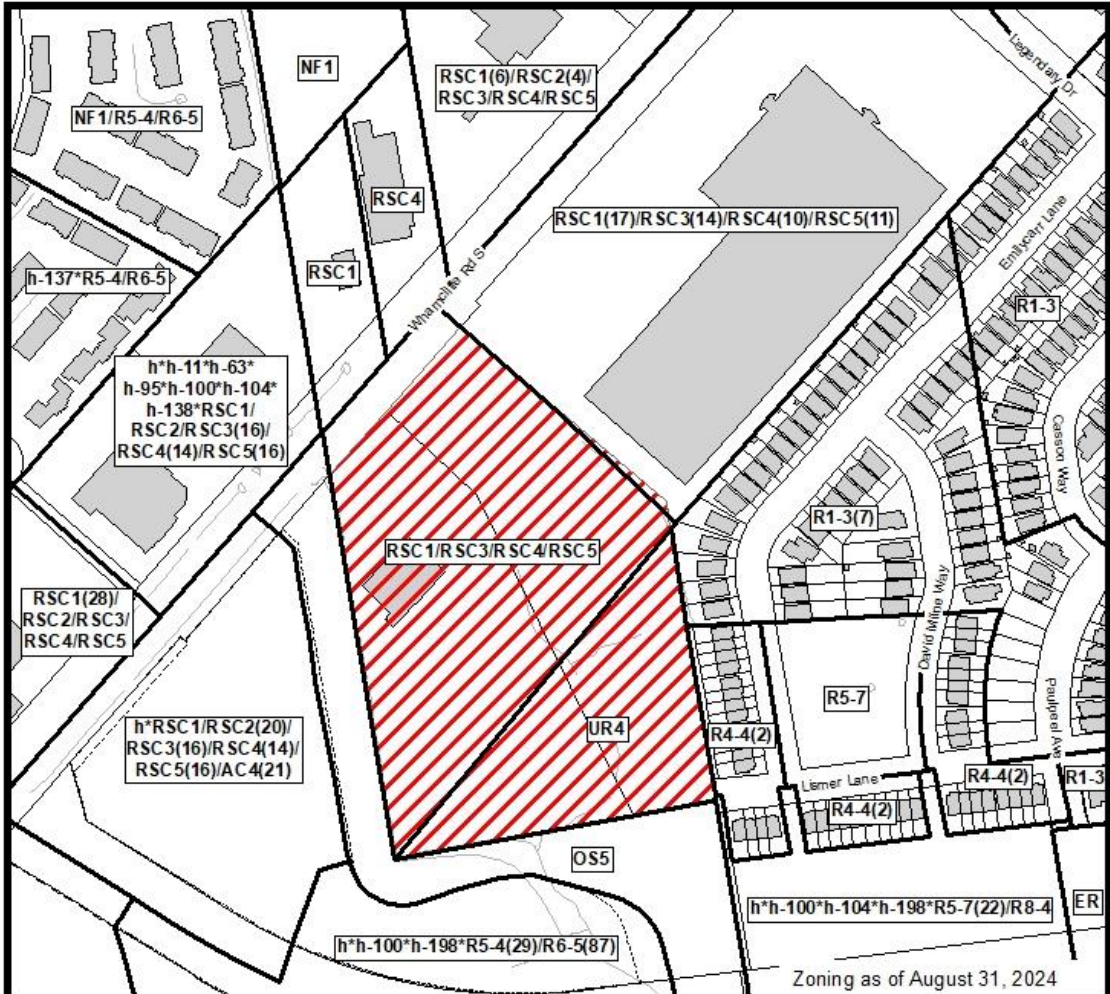 Legendary Dr
NF1
RSC1(6)/RSC2(4)/
RSC3/RSC4/RSC5
NF1/R5-4/R6-5
RSC4
RSC1(17)/RSC3(14)/RSC4(10)/RSC5(11)
Emilycarr Lane
RSC1
h-137*R5-4/R6-5
Wharncliffe Rd S
R1-3
h*h-11*h-63*
h-95*h-100*h-104*
h-138*RSC1/
RSC2/RSC3(16)/
RSC4(14)/RSC5(16)
Casson Way
R1-3(7)
RSC1/RSC3/RSC4/RSC5
RSC1(28)/
RSC2/RSC3/
RSC4/RSC5
David Milne Way
R5-7
Paulpeel Ave
h*RSC1/RSC2(20)/
RSC3(16)/RSC4(14)/
RSC5(16)/AC4(21)
UR4
R4-4(2)
Lismer Lane
R4-4(2)
R1-3
R4-4(2)
OS5
h*h-100*h-104*h-198*R5-7(22)/R8-4
ER
h*h-100*h-198*R5-4(29)/R6-5(87)
Zoning as of August 31, 2024